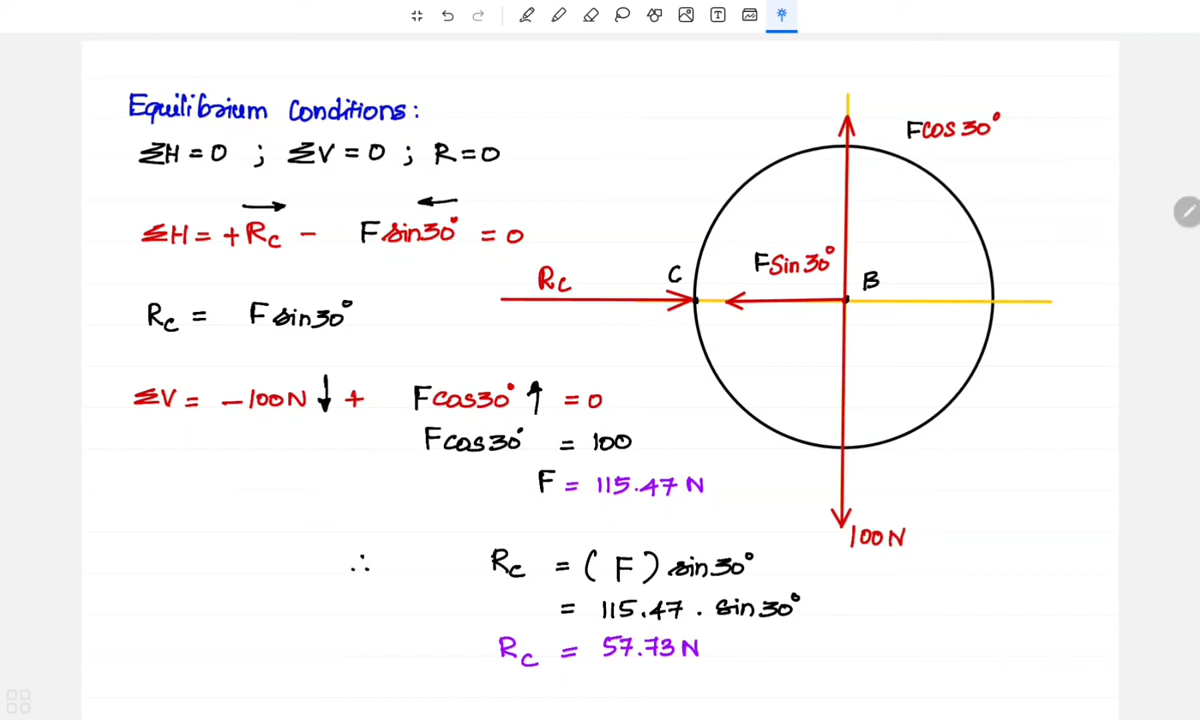 Equilibrium Conditions:
ΣH = 0 ; ΣV = 0 ; R = 0
ΣH = + Rc - Fsin30° = 0
Rc = Fsin30°
ΣV = -100N ↓ + Fcos30° ↑ = 0
Fcos30° = 100
F = 115.47 N
∴ Rc = (F) sin30°
= 115.47 . sin30°
Rc = 57.73 N
Fcos30°
FSin30°
Rc
C
B
100N
T